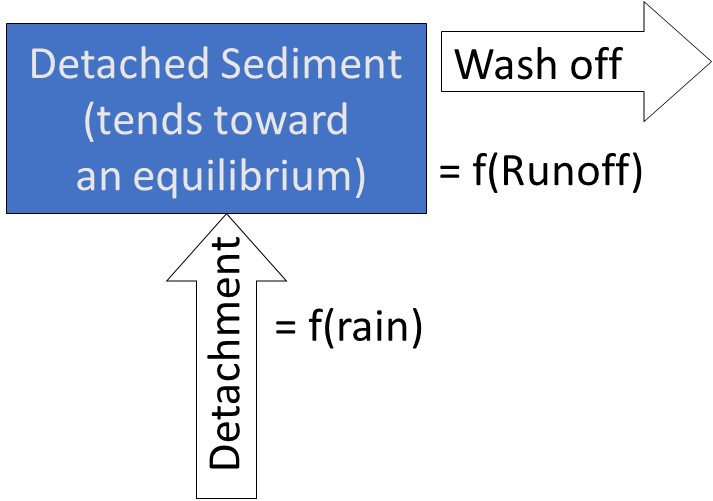 Detached Sediment
(tends toward
an equilibrium)
Wash off
= f(Runoff)
Detachment
= f(rain)